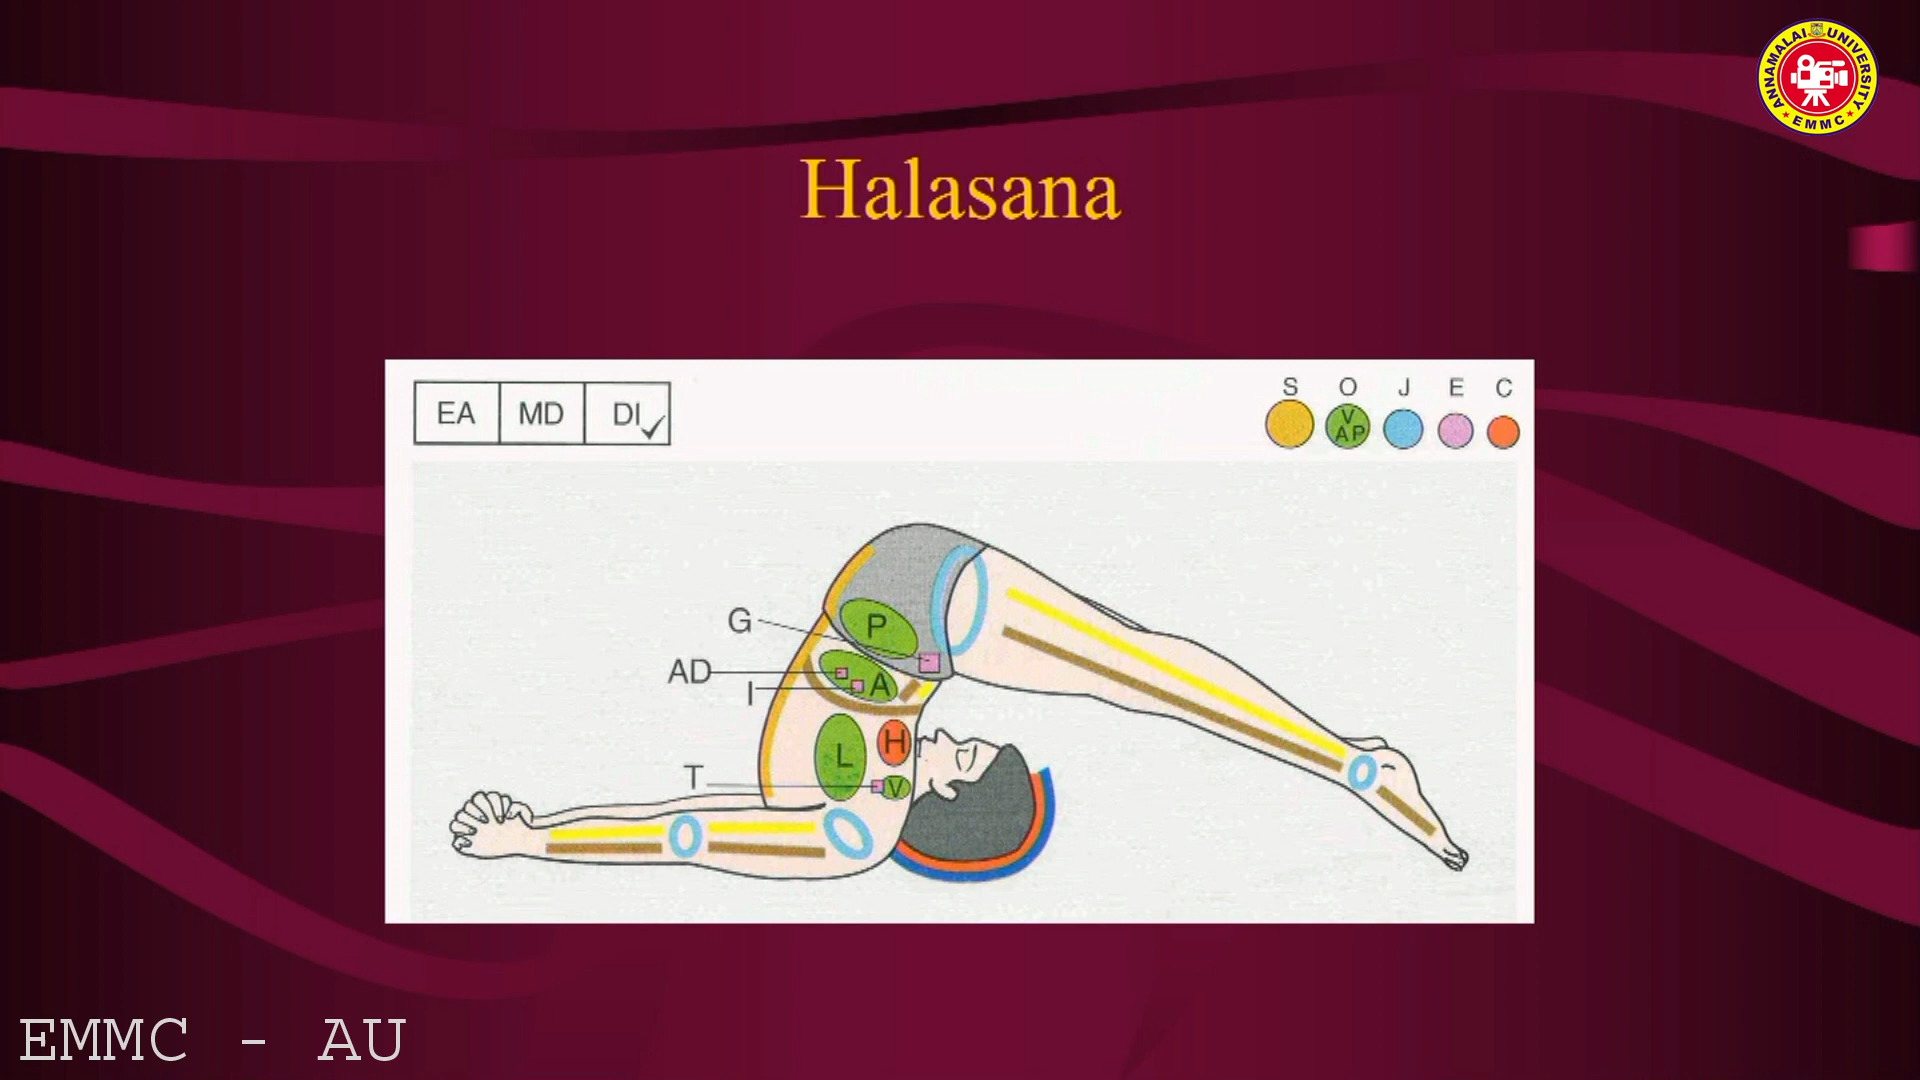 ANNAMALAI UNIVERSITY
EMMC
Halasana
EA MD DI
S O J E C
V
AP
G
P
AD
I
A
L
H
T
V
EMMC - AU